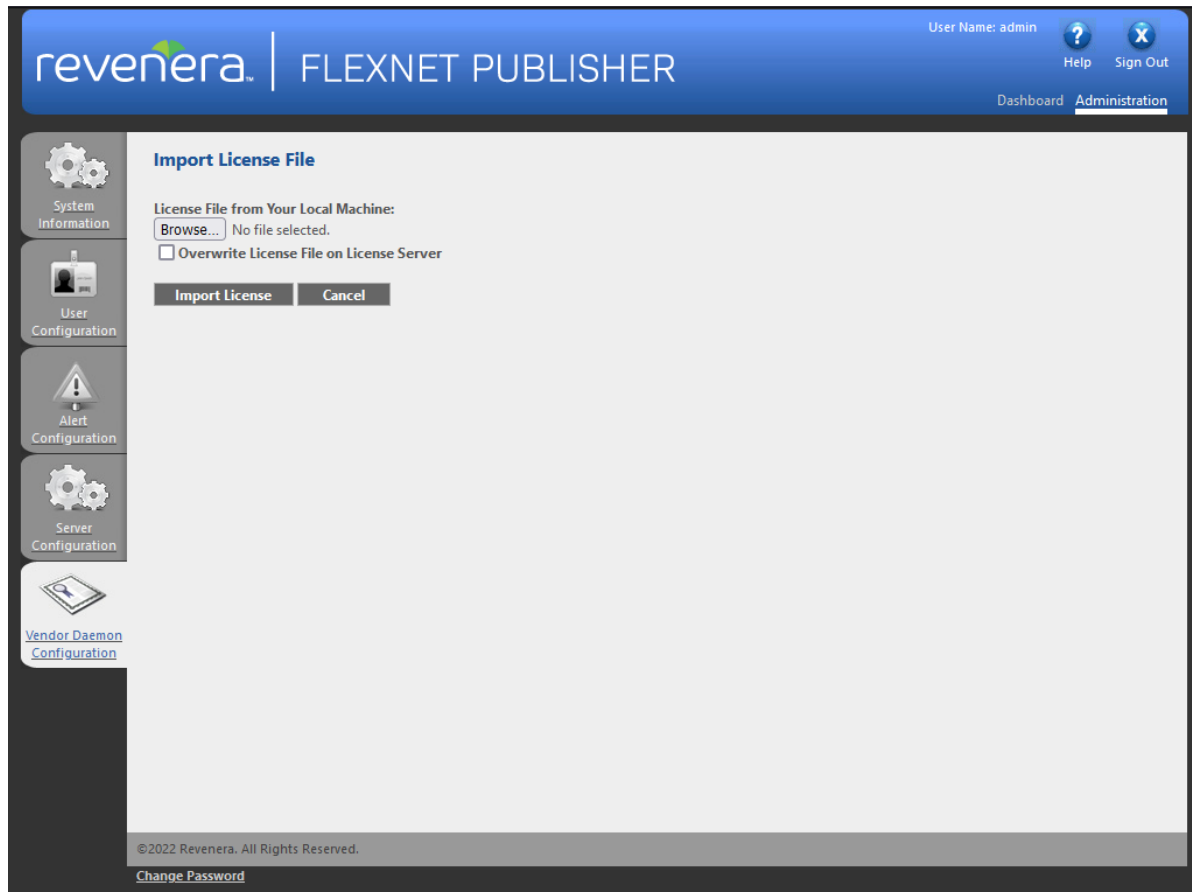 revenera. FLEXNET PUBLISHER
User Name: admin
Help
Sign Out
Dashboard Administration
System
Information
User
Configuration
Alert
Configuration
Server
Configuration
Vendor Daemon
Configuration
Import License File
License File from Your Local Machine:
Browse... No file selected.
Overwrite License File on License Server
Import License Cancel
©2022 Revenera. All Rights Reserved.
Change Password